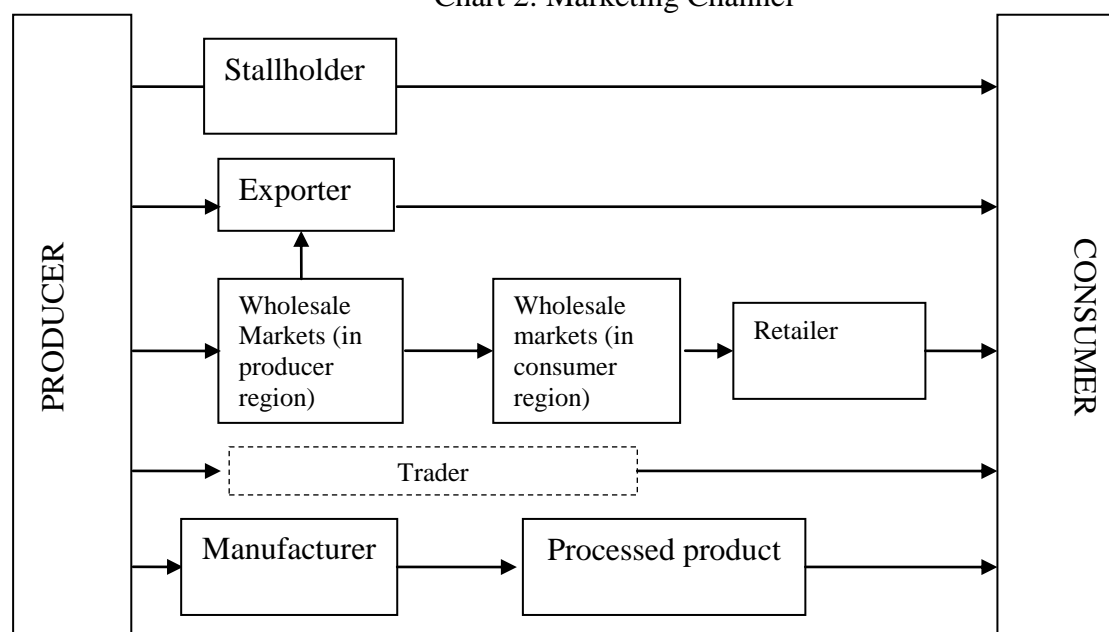 Chart 2. Marketing Channel
PRODUCER
Stallholder
Exporter
Wholesale
Markets (in
producer
region)
Wholesale
markets (in
consumer
region)
Retailer
Trader
Manufacturer
Processed product
CONSUMER